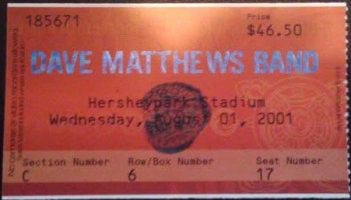 185671
Price
$46.50
DAVE MATTHEWS BAND
Hersheypark Stadium
Wednesday, August 01, 2001
Section Number Row/Box Number Seat Number
C 6 17